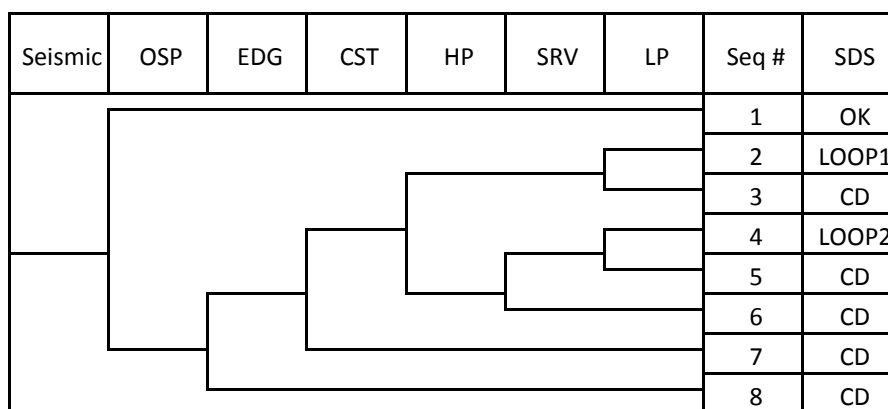 Seismic OSP EDG CST HP SRV LP Seq # SDS
1 OK
2 LOOP1
3 CD
4 LOOP2
5 CD
6 CD
7 CD
8 CD